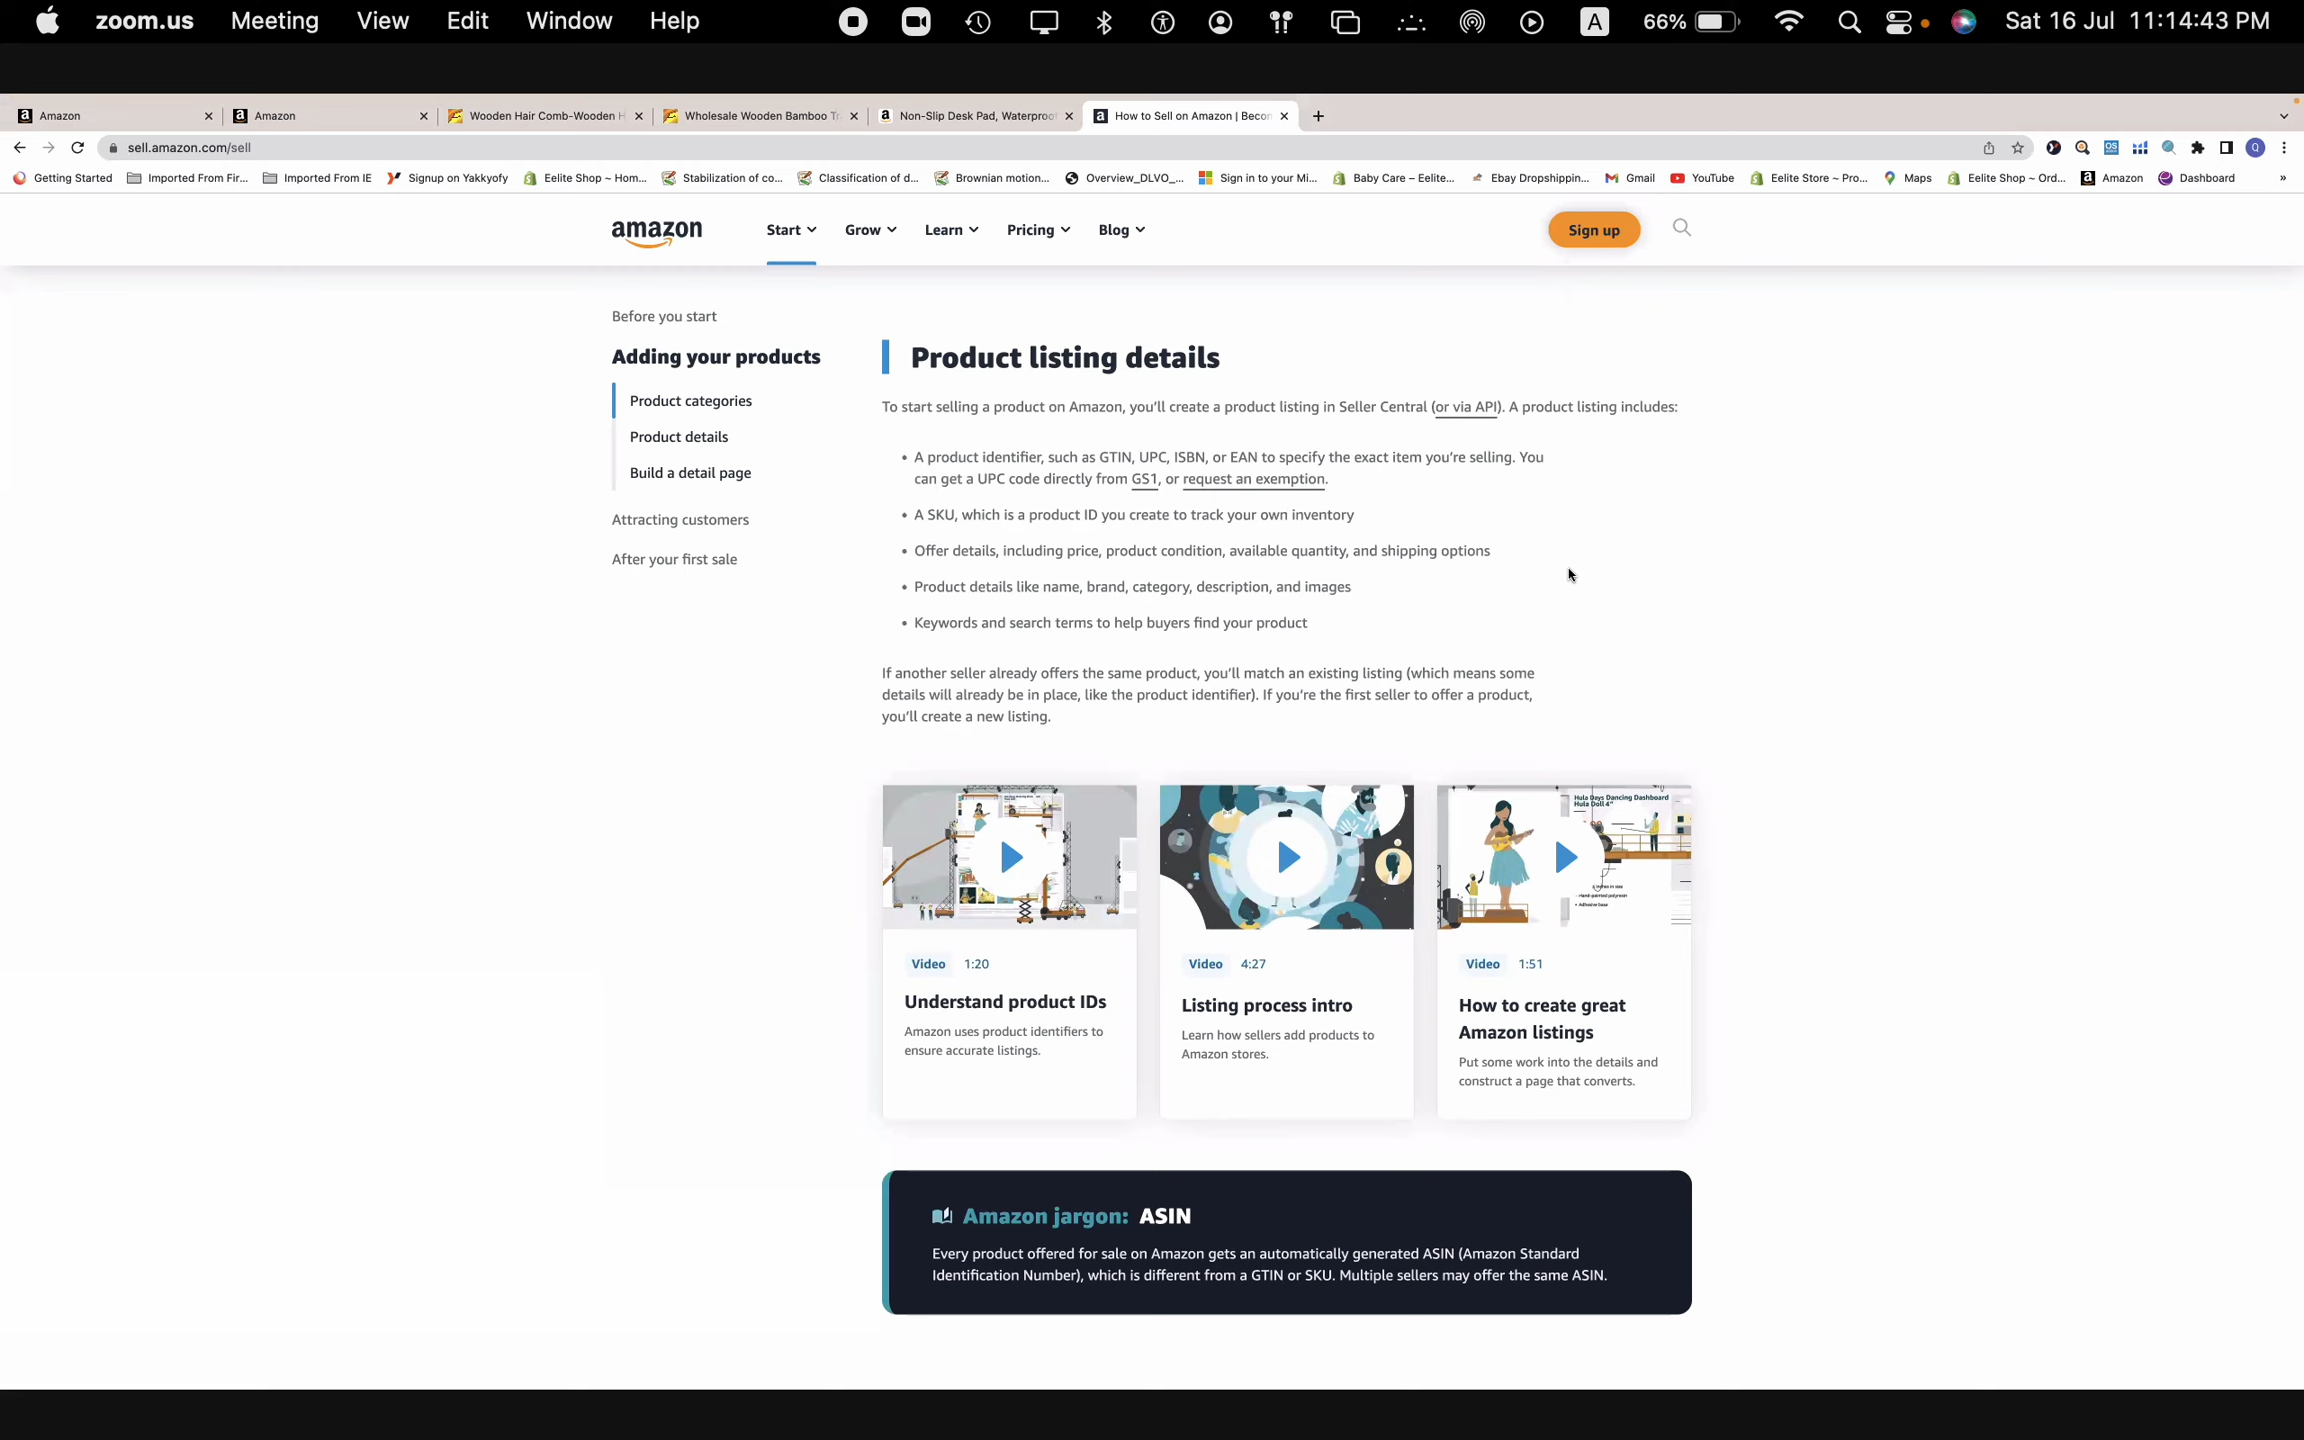 zoom.us Meeting View Edit Window Help A 66% Sat 16 Jul 11:14:43 PM
Amazon Amazon Wooden Hair Comb-Wooden H Wholesale Wooden Bamboo Tr Non-Slip Desk Pad, Waterproof How to Sell on Amazon | Becon
sell.amazon.com/sell
Getting Started Imported From Fir... Imported From IE Signup on Yakkyofy Eelite Shop ~ Hom... Stabilization of co... Classification of d... Brownian motion... Overview_DLVO_... Sign in to your Mi... Baby Care – Eelite... Ebay Dropshippin... Gmail YouTube Eelite Store ~ Pro... Maps Eelite Shop ~ Ord... Amazon Dashboard »
amazon Start Grow Learn Pricing Blog Sign up
Before you start
Adding your products
Product categories
Product details
Build a detail page
Attracting customers
After your first sale
Product listing details
To start selling a product on Amazon, you'll create a product listing in Seller Central (or via API). A product listing includes:
• A product identifier, such as GTIN, UPC, ISBN, or EAN to specify the exact item you're selling. You
can get a UPC code directly from GS1, or request an exemption.
• A SKU, which is a product ID you create to track your own inventory
• Offer details, including price, product condition, available quantity, and shipping options
• Product details like name, brand, category, description, and images
• Keywords and search terms to help buyers find your product
If another seller already offers the same product, you'll match an existing listing (which means some
details will already be in place, like the product identifier). If you're the first seller to offer a product,
you'll create a new listing.
Hula Days Dancing Dashboard
Hula Doll 4"
• Hand-painted polyresin
• Adhesive base
Video 1:20
Understand product IDs
Amazon uses product identifiers to
ensure accurate listings.
Video 4:27
Listing process intro
Learn how sellers add products to
Amazon stores.
Video 1:51
How to create great
Amazon listings
Put some work into the details and
construct a page that converts.
Amazon jargon: ASIN
Every product offered for sale on Amazon gets an automatically generated ASIN (Amazon Standard
Identification Number), which is different from a GTIN or SKU. Multiple sellers may offer the same ASIN.